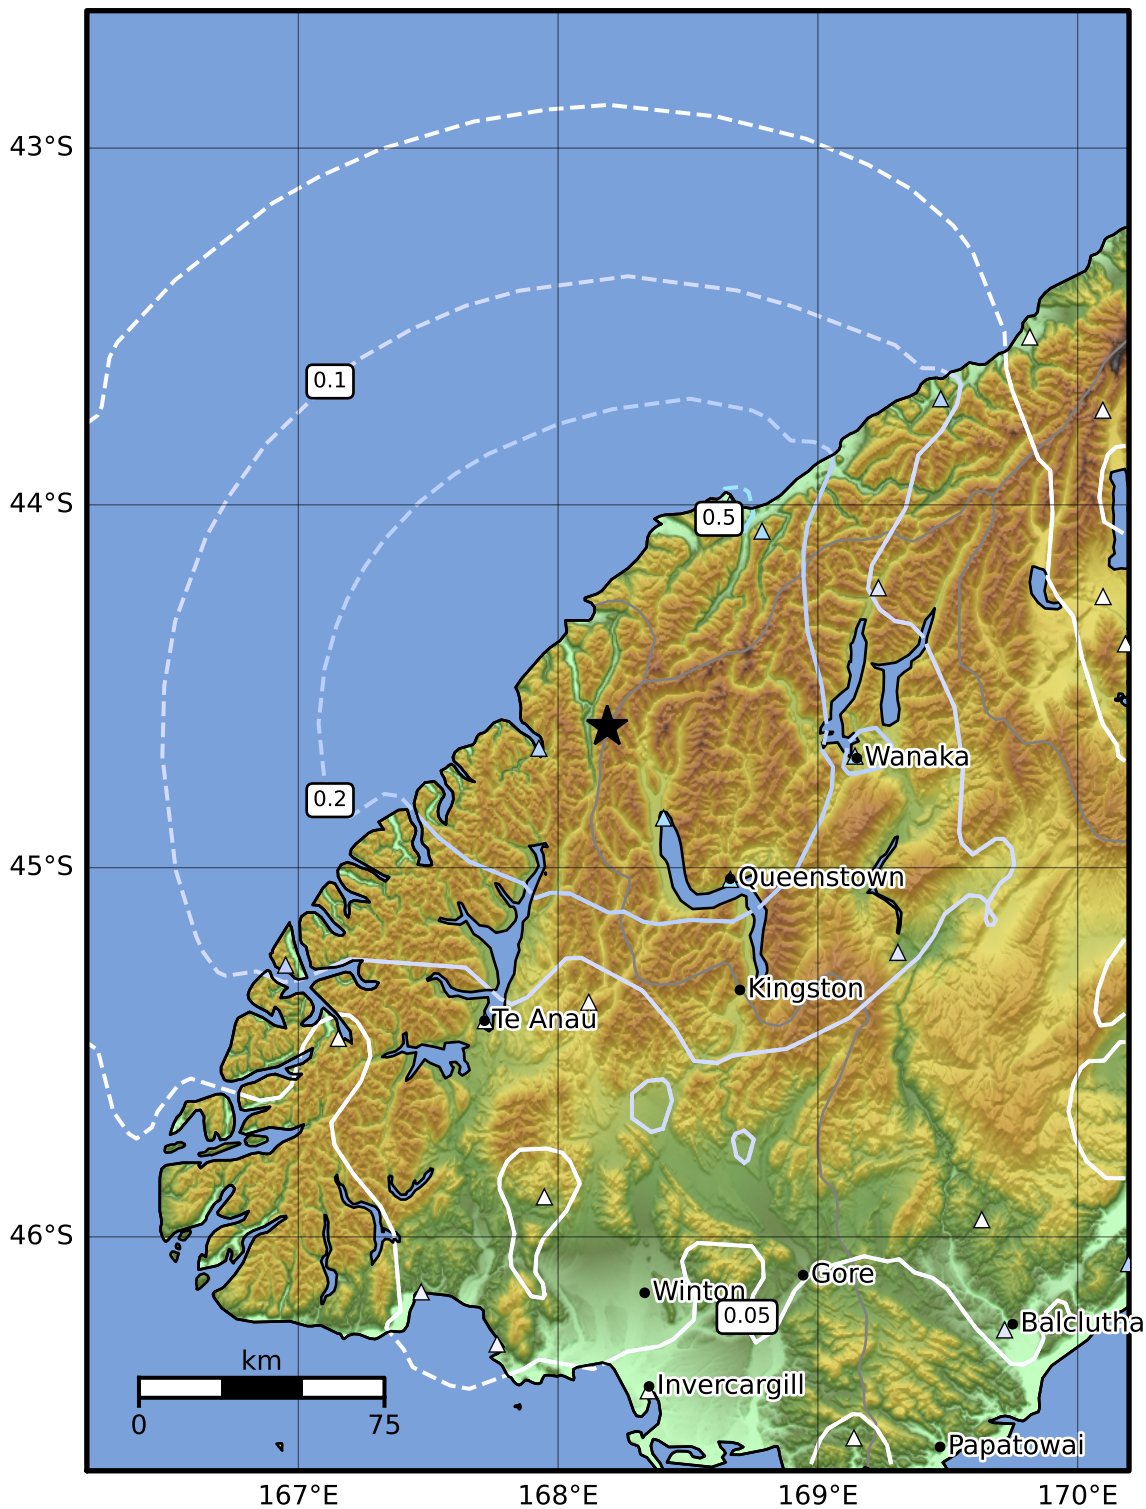 43°S
0.1
44°S
0.5
Wanaka
0.2
45°S
Queenstown
Kingston
Te Anau
46°S
Gore
Winton
0.05
Balclutha
km
Invercargill
0 75
Papatowai
167°E 168°E 169°E 170°E